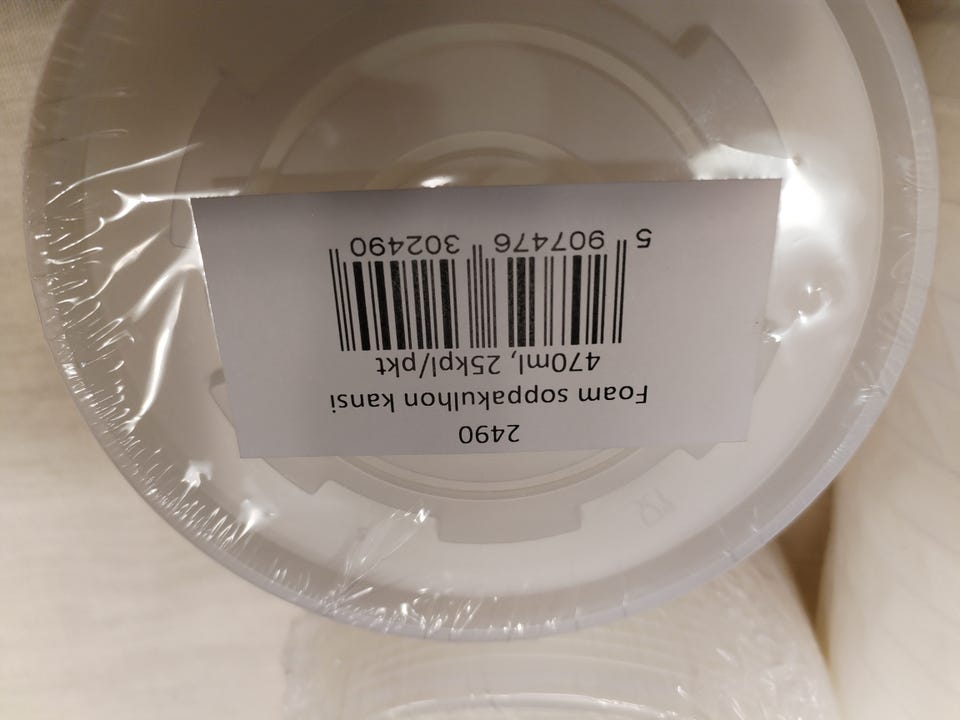 2490
Foam soppakulhon kansi
470ml, 25kpl/pkt
5 907476 302490